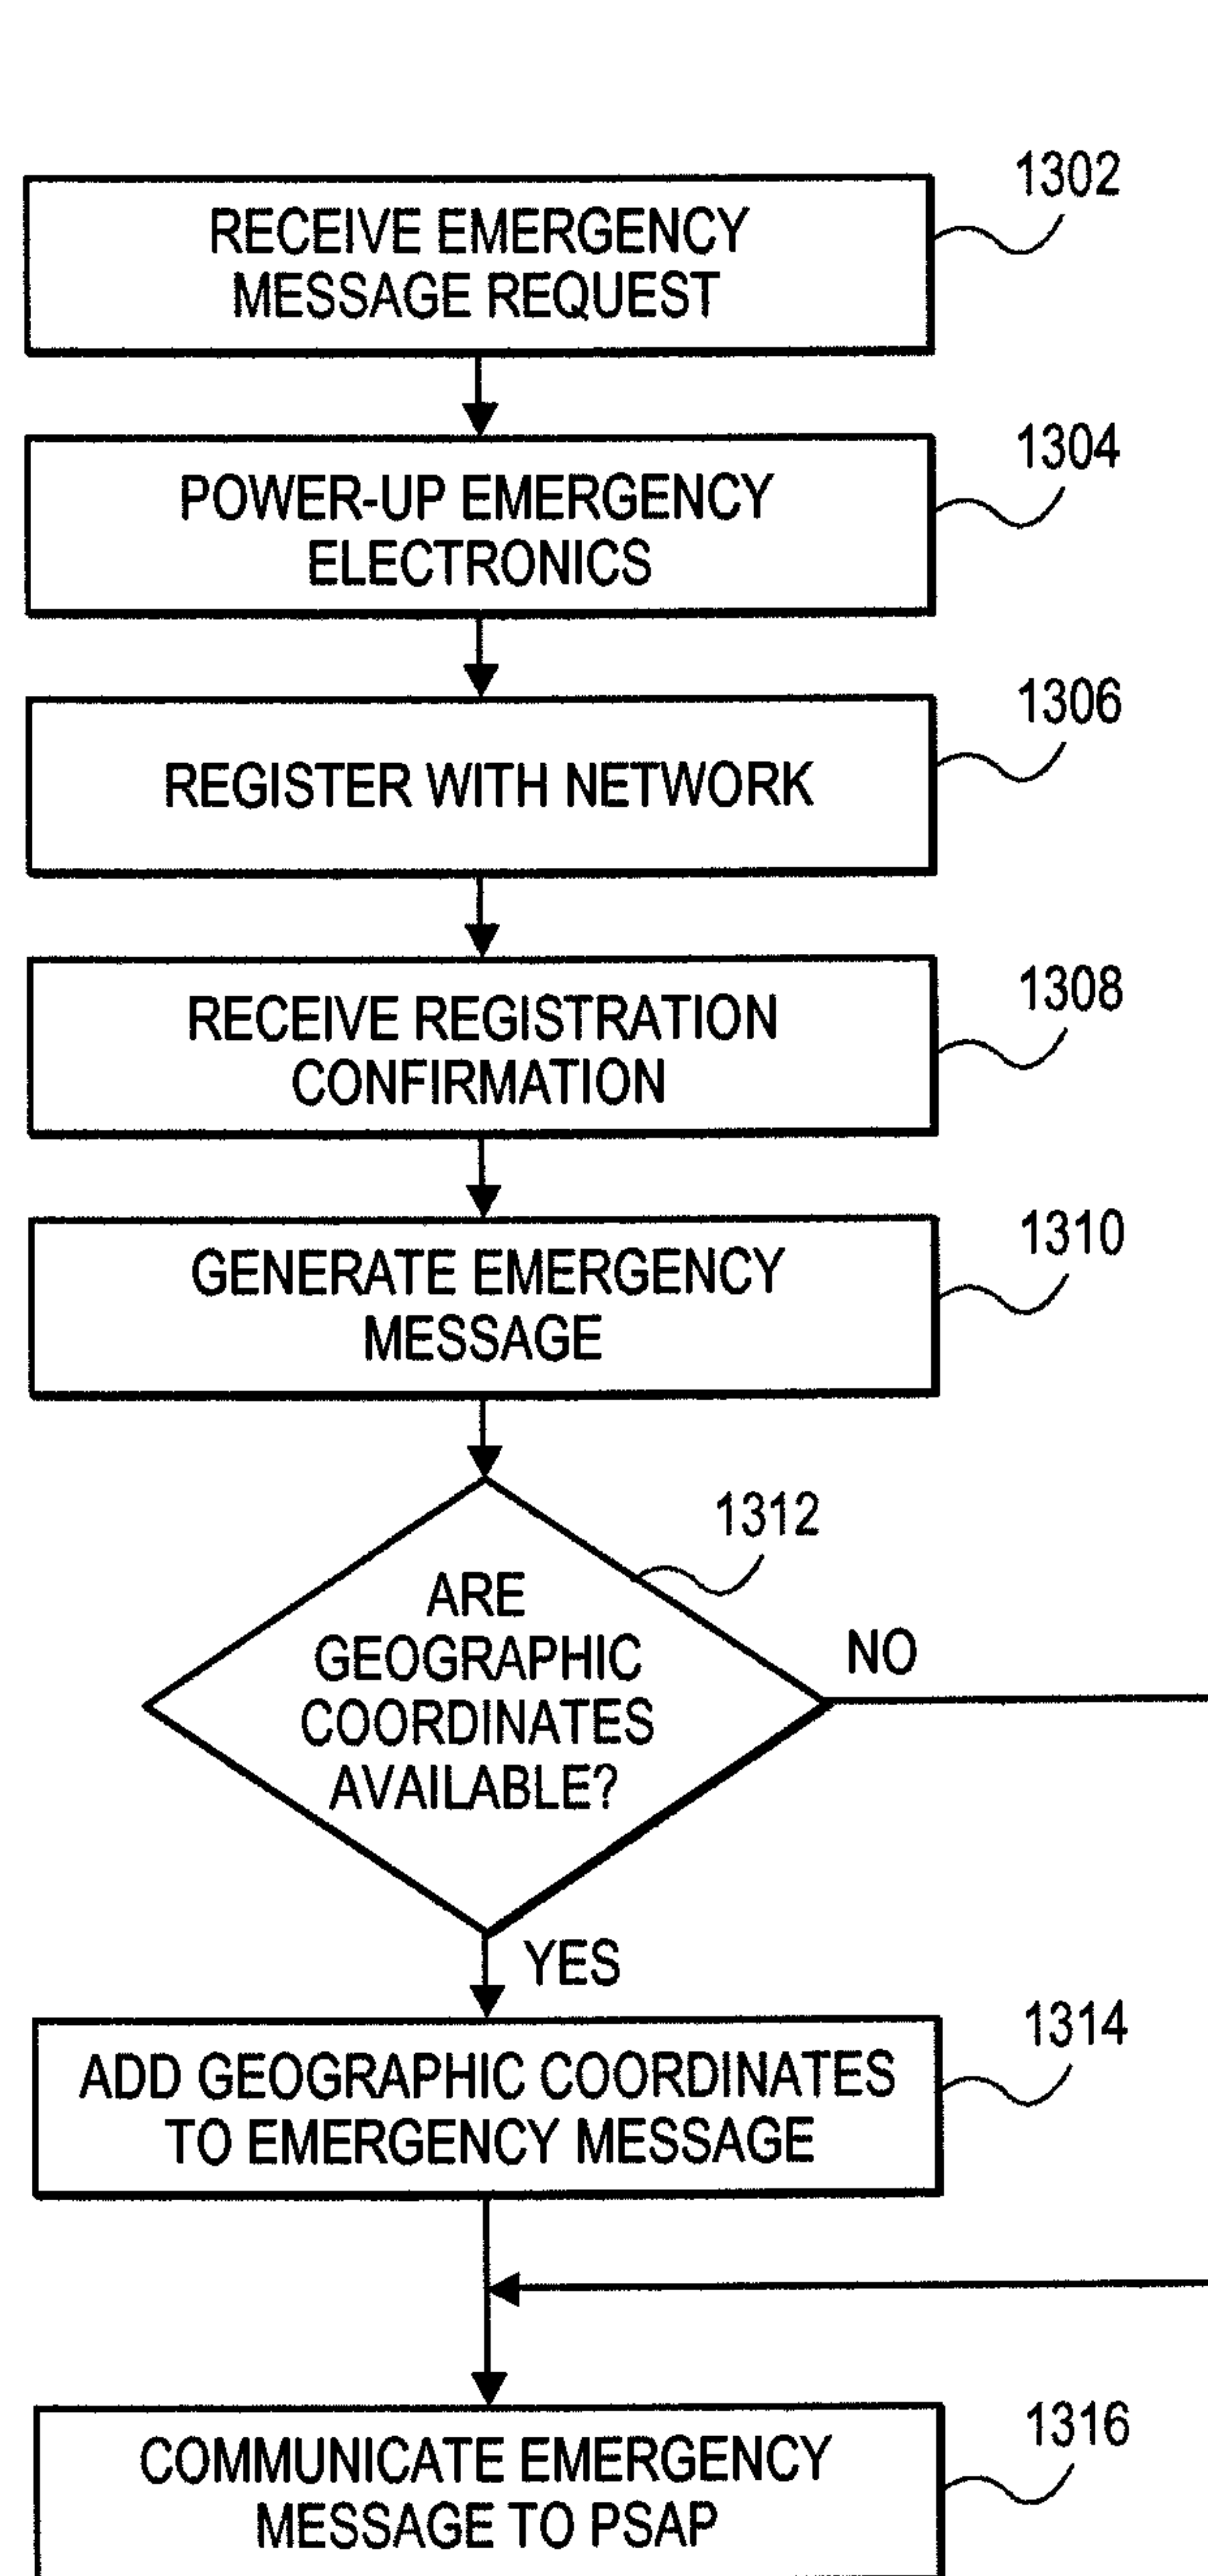 1302
RECEIVE EMERGENCY
MESSAGE REQUEST
1304
POWER-UP EMERGENCY
ELECTRONICS
1306
REGISTER WITH NETWORK
1308
RECEIVE REGISTRATION
CONFIRMATION
1310
GENERATE EMERGENCY
MESSAGE
1312
ARE
GEOGRAPHIC
COORDINATES
AVAILABLE?
NO
YES
1314
ADD GEOGRAPHIC COORDINATES
TO EMERGENCY MESSAGE
1316
COMMUNICATE EMERGENCY
MESSAGE TO PSAP